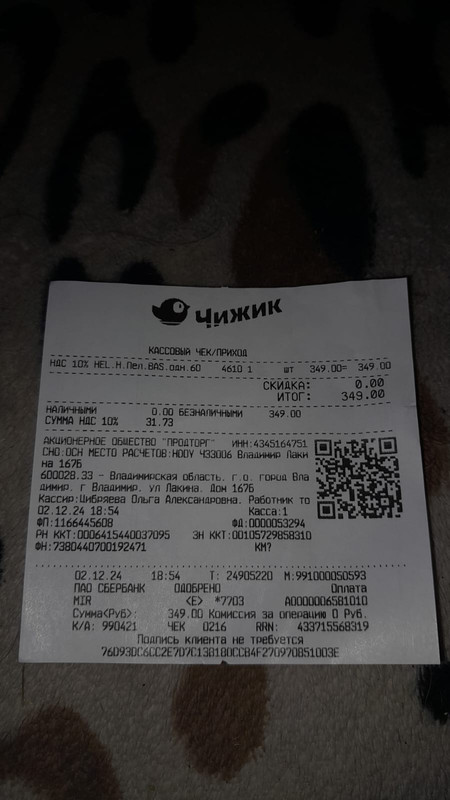 Чижик
КАССОВЫЙ ЧЕК/ПРИХОД
НДС 10% HEL.Н.Пел.BAS.одн.60 4610 1 шт 349.00= 349.00
СКИДКА: 0.00
ИТОГ: 349.00
НАЛИЧНЫМИ 0.00 БЕЗНАЛИЧНЫМИ 349.00
СУММА НДС 10% 31.73
АКЦИОНЕРНОЕ ОБЩЕСТВО "ПРОДТОРГ" ИНН:4345164751
СНО:ОСН МЕСТО РАСЧЕТОВ:HDDY ЧЗ3006 Владимир Лаки
на 167Б
600028.33 - Владимирская область, г.о. город Вла
димир, г Владимир, ул Лакина, Дом 167Б
Кассир:Цибряева Ольга Александровна. Работник то
02.12.24 18:54 Касса:1
ФП:1166445608 ФД:0000053294
РН ККТ:0006415440037095 ЗН ККТ:00105729858310
ФН:7380440700192471 КМ?
02.12.24 18:54 Т: 24905220 М:991000050593
ПАО СБЕРБАНК ОДОБРЕНО Оплата
MIR <E> *7703 A0000006581010
Сумма<Руб>: 349.00 Комиссия за операцию 0 Руб.
К/А: 990421 ЧЕК 0216 RRN: 433715568319
Подпись клиента не требуется
76D93DC6CC2E7D7C13B180CCB4F270970B51003E